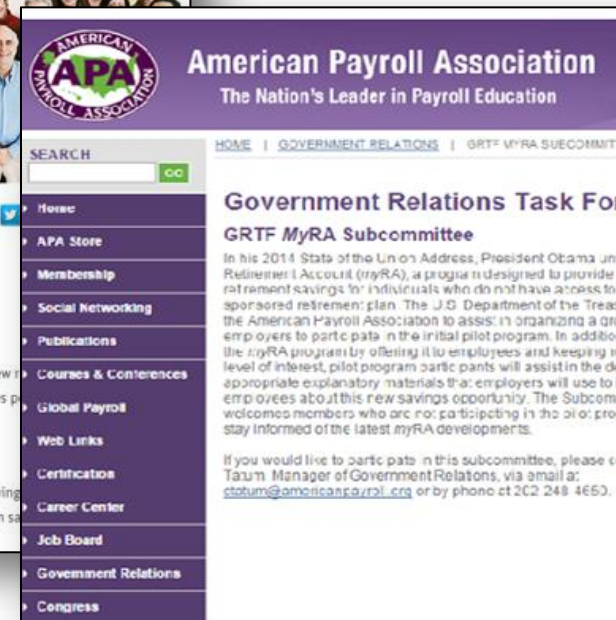 AMERICAN
APA
PAYROLL ASSOCIATION
American Payroll Association
The Nation's Leader in Payroll Education
SEARCH
GO
HOME | GOVERNMENT RELATIONS | GRTF MYRA SUBCOMMIT
Home
APA Store
Membership
Social Networking
Publications
Courses & Conferences
Global Payroll
Web Links
Certification
Career Center
Job Board
Government Relations
Congress
Government Relations Task For
GRTF MyRA Subcommittee
In his 2014 State of the Union Address, President Obama un
Retirement Account (myRA), a program designed to provide
retirement savings for individuals who do not have access to
sponsored retirement plan. The U.S. Department of the Treas
the American Payroll Association to assist in organizing a gro
employers to participate in the initial pilot program. In additio
the myRA program by offering it to employees and keeping
level of interest, pilot program participants will assist in the de
appropriate explanatory materials that employers will use to
employees about this new savings opportunity. The Subcom
welcomes members who are not participating in the pilot pro
stay informed of the latest myRA developments.
If you would like to participate in this subcommittee, please c
Tatum, Manager of Government Relations, via email at
ctatum@americanpayroll.org or by phone at 202-248-4650.
ew
s p
ing
n sa